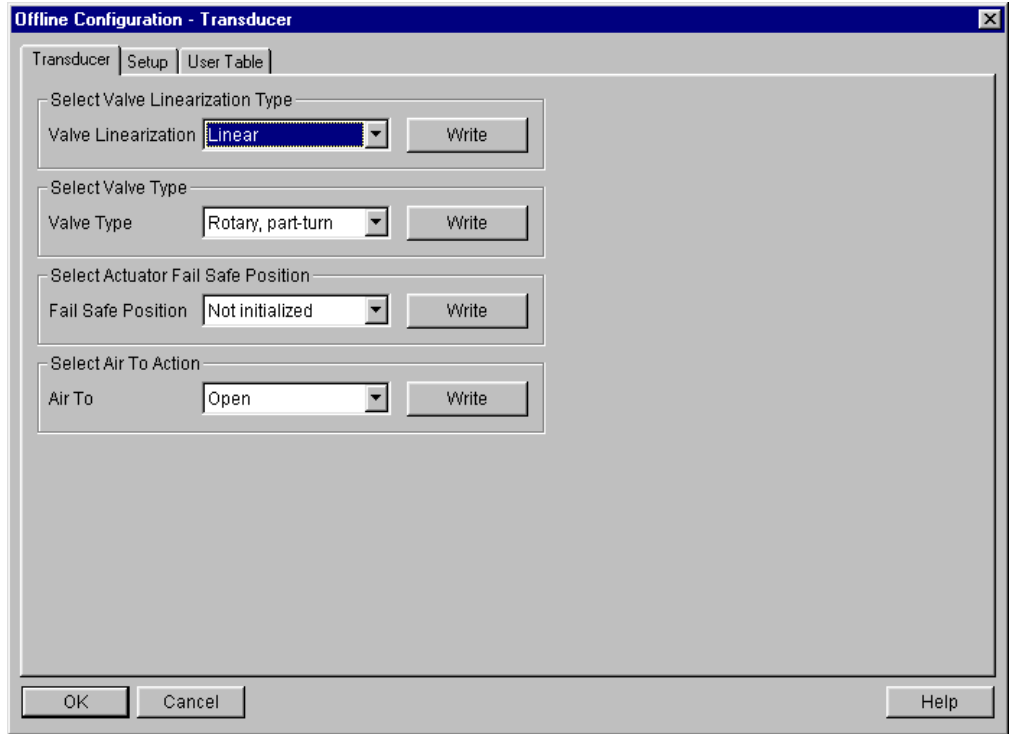 Offline Configuration - Transducer
Transducer Setup User Table
Select Valve Linearization Type
Valve Linearization Linear Write
Select Valve Type
Valve Type Rotary, part-turn Write
Select Actuator Fail Safe Position
Fail Safe Position Not initialized Write
Select Air To Action
Air To Open Write
OK Cancel Help